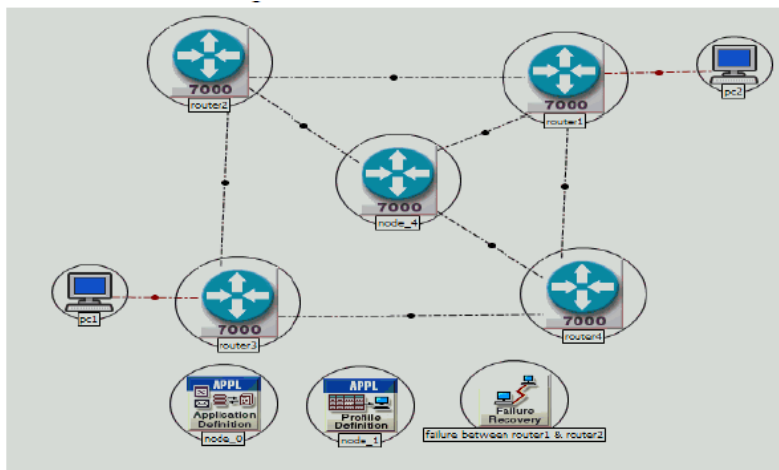 7000
router2
7000
router1
pc2
7000
node_4
pc1
7000
router3
7000
router4
APPL
Application
Definition
node_0
APPL
Profile
Definition
node_1
Failure
Recovery
failure between router1 & router2